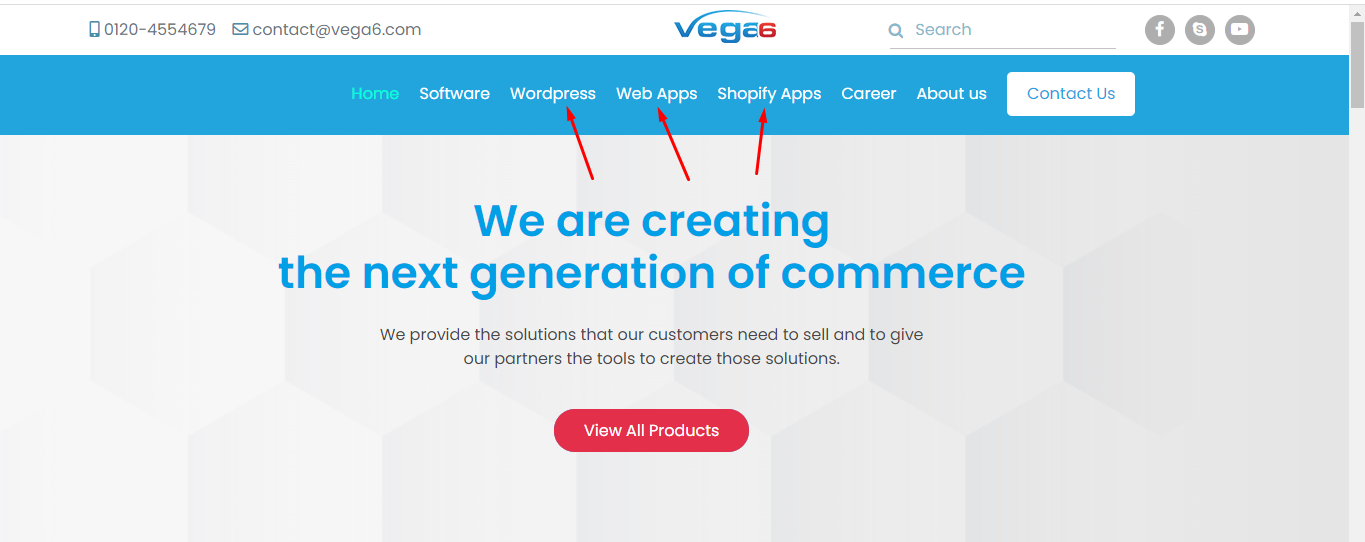 0120-4554679 contact@vega6.com vega6 Search
Home Software Wordpress Web Apps Shopify Apps Career About us Contact Us
We are creating
the next generation of commerce
We provide the solutions that our customers need to sell and to give
our partners the tools to create those solutions.
View All Products